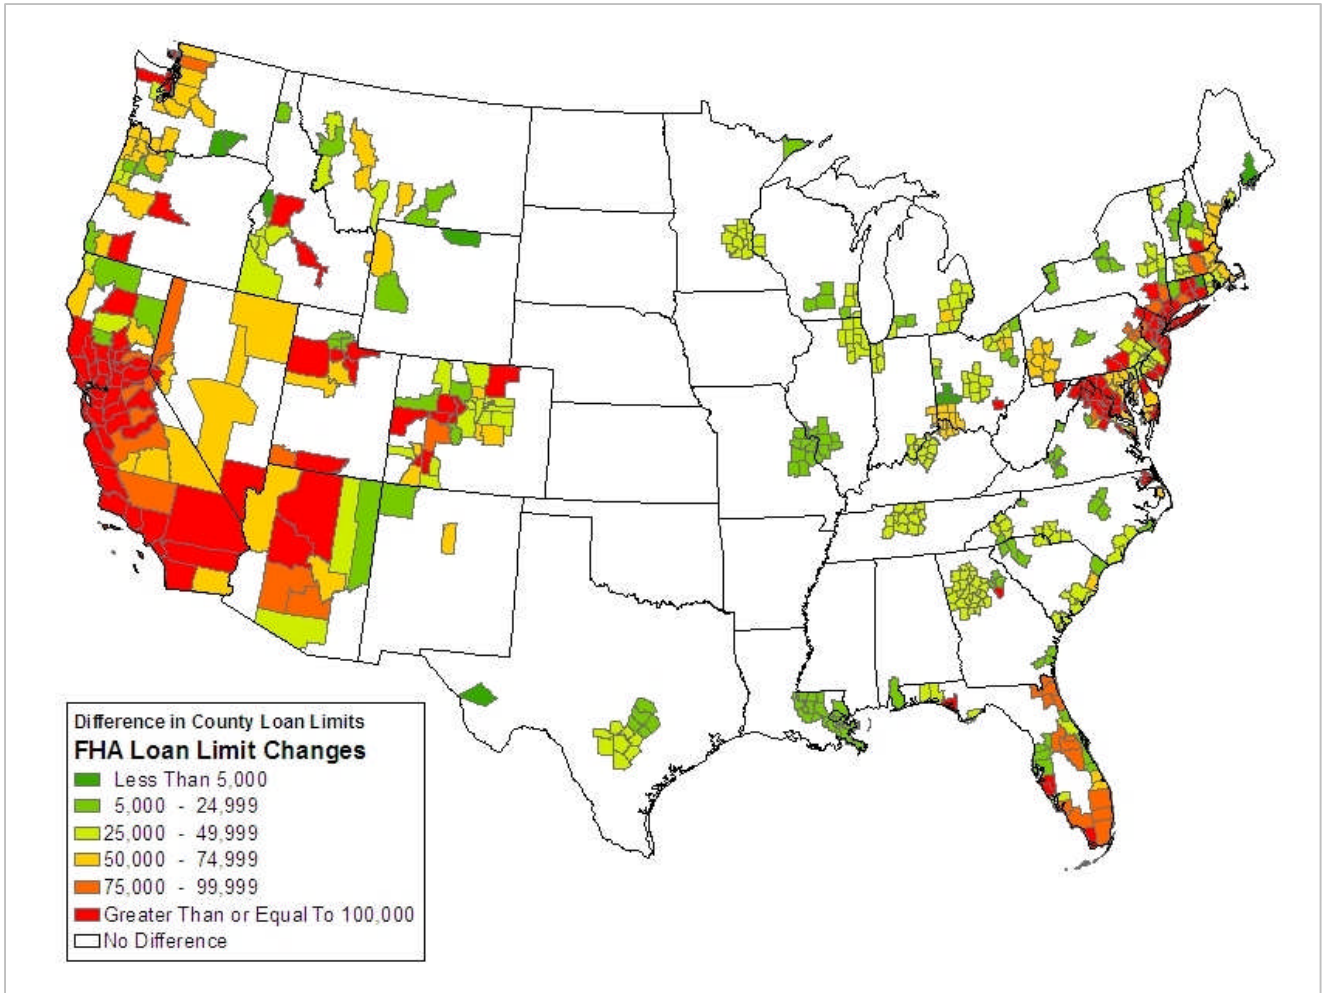 Difference in County Loan Limits
FHA Loan Limit Changes
Less Than 5,000
5,000 - 24,999
25,000 - 49,999
50,000 - 74,999
75,000 - 99,999
Greater Than or Equal To 100,000
No Difference